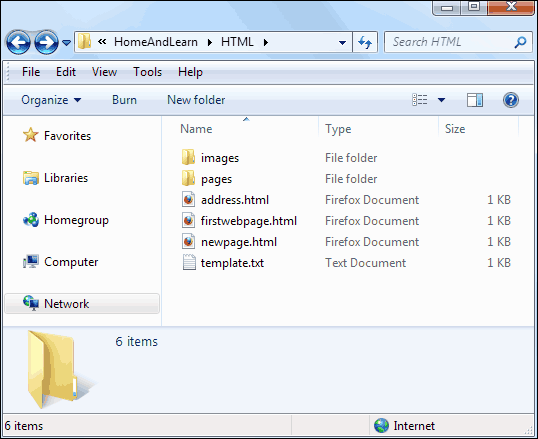 « HomeAndLearn HTML Search HTML
File Edit View Tools Help
Organize Burn New folder
Name Type Size
Favorites
Libraries
Homegroup
Computer
Network
images File folder
pages File folder
address.html Firefox Document 1 KB
firstwebpage.html Firefox Document 1 KB
newpage.html Firefox Document 1 KB
template.txt Text Document 1 KB
6 items
6 items Internet